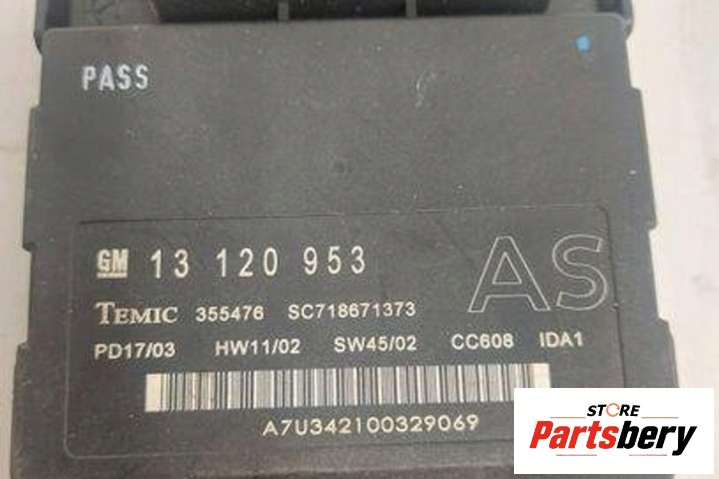 PASS
GM 13 120 953 AS
TEMIC 355476 SC718671373
PD17/03 HW11/02 SW45/02 CC608 IDA1
A7U342100329069
STORE
Partsbery